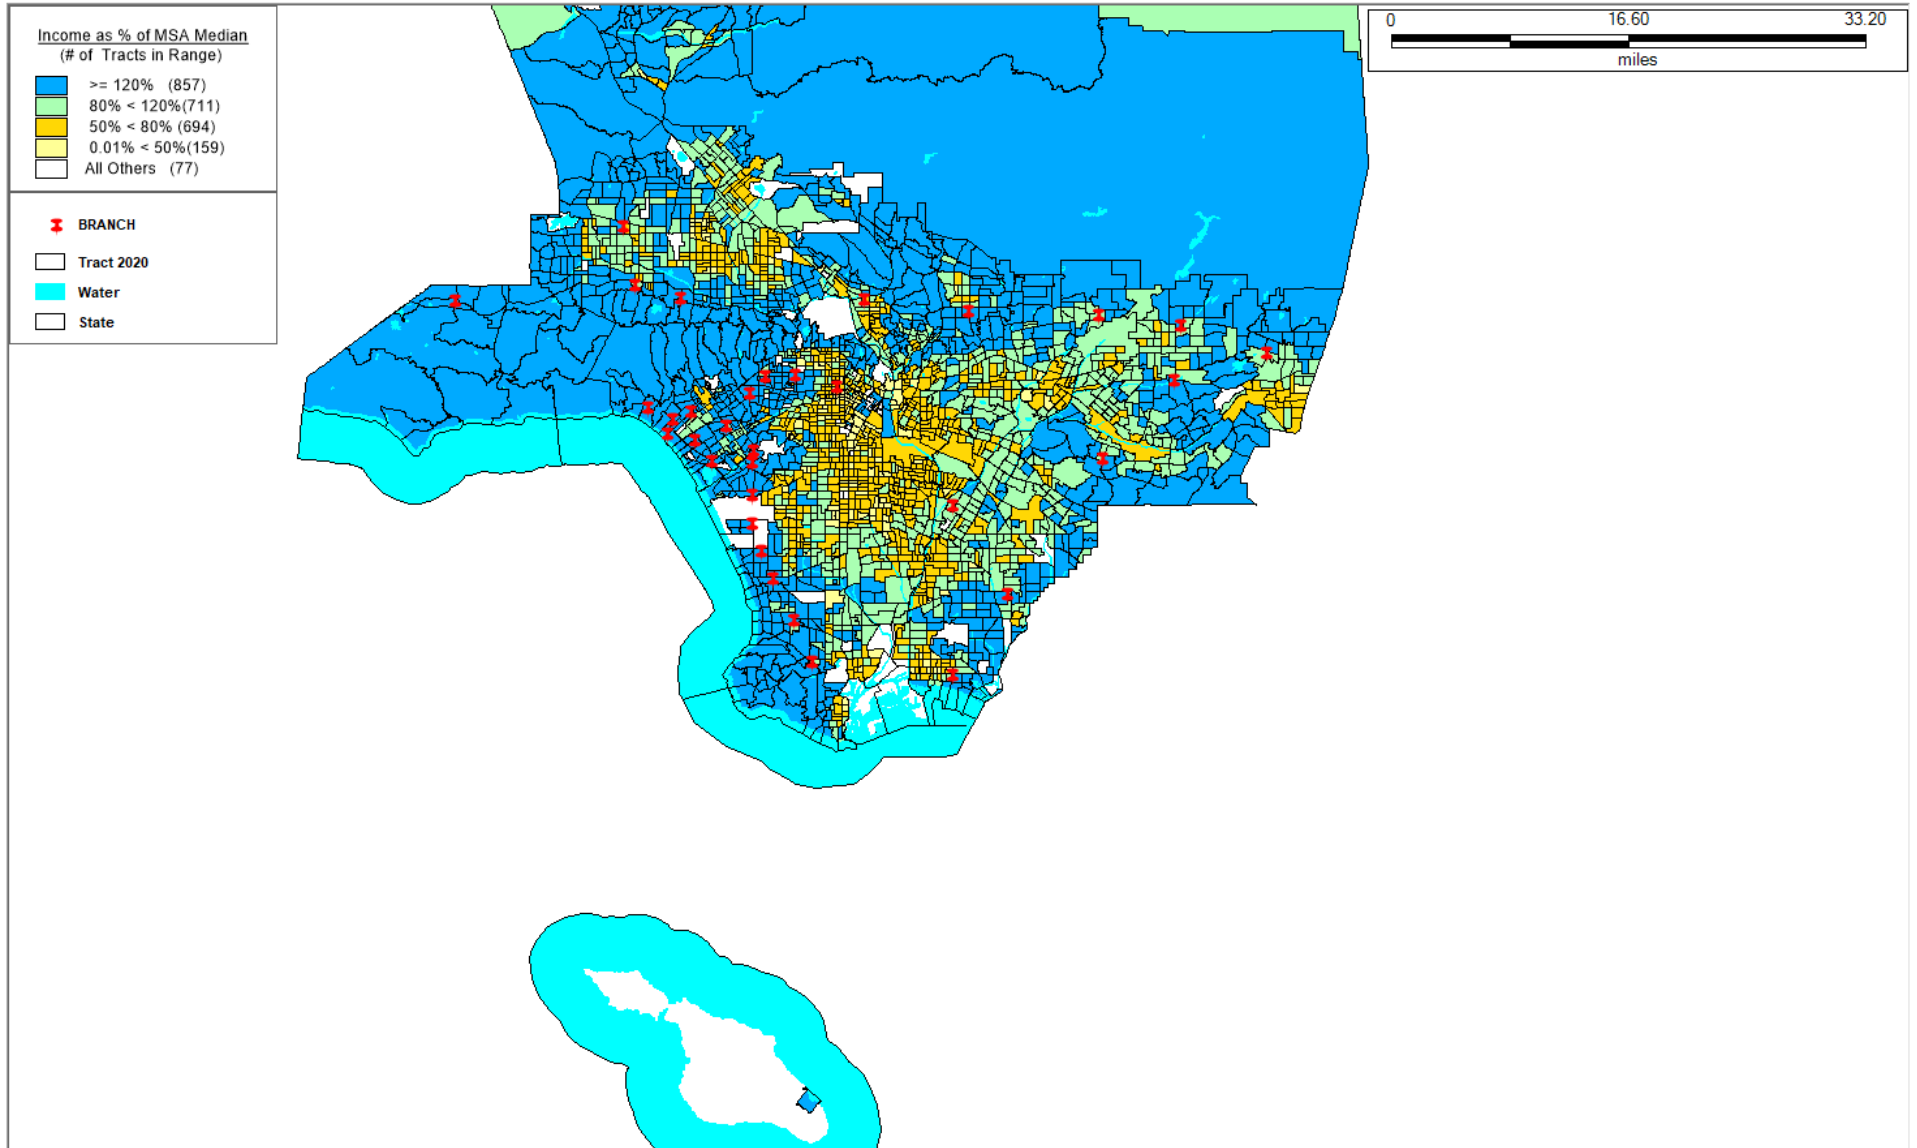 Income as % of MSA Median
(# of Tracts in Range)
>= 120% (857)
80% < 120%(711)
50% < 80% (694)
0.01% < 50%(159)
All Others (77)
BRANCH
Tract 2020
Water
State
0 16.60 33.20
miles